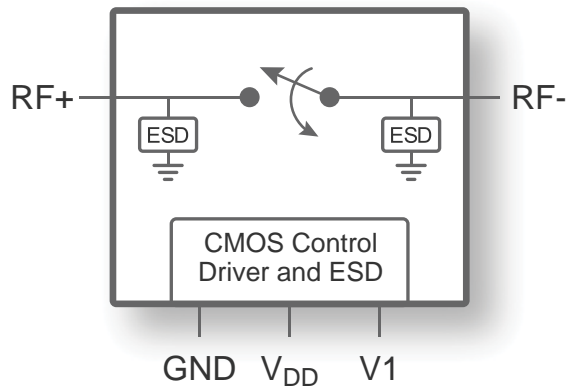 RF+
RF-
ESD
ESD
CMOS Control
Driver and ESD
GND
VDD
V1